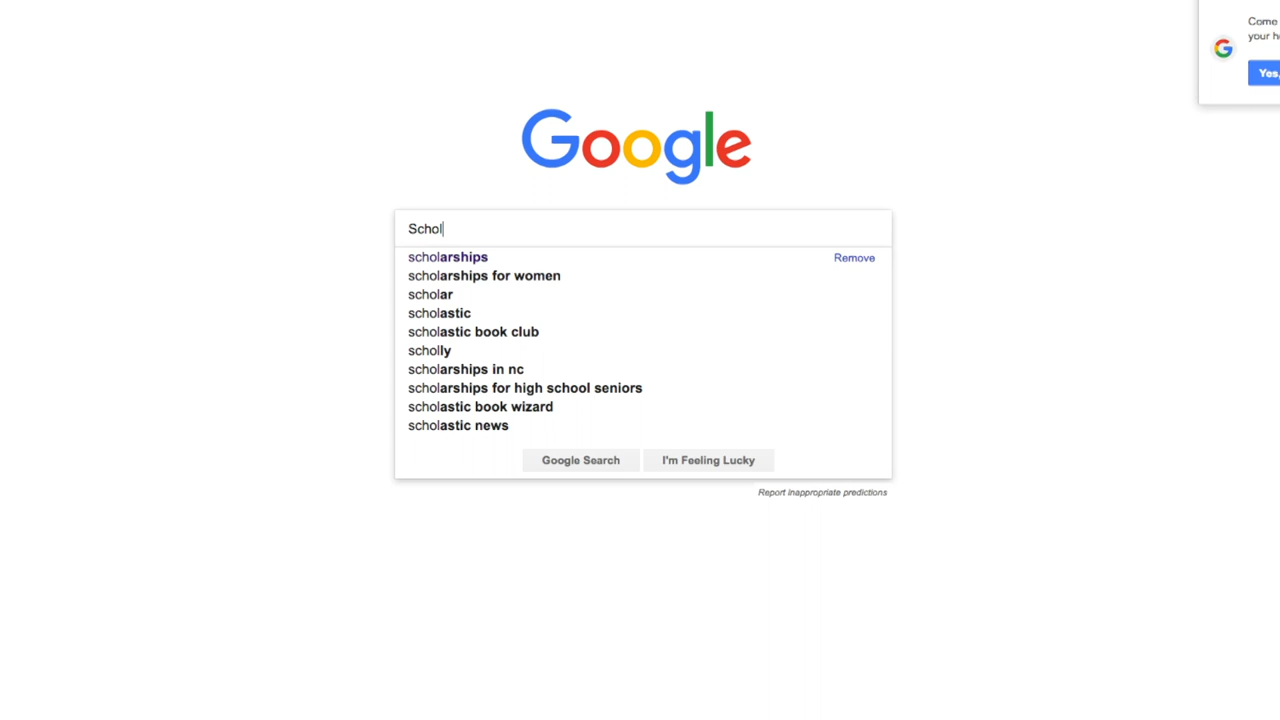 Come
your h
Yes,
Google
Schol
scholarships Remove
scholarships for women
scholar
scholastic
scholastic book club
scholly
scholarships in nc
scholarships for high school seniors
scholastic book wizard
scholastic news
Google Search I'm Feeling Lucky
Report inappropriate predictions